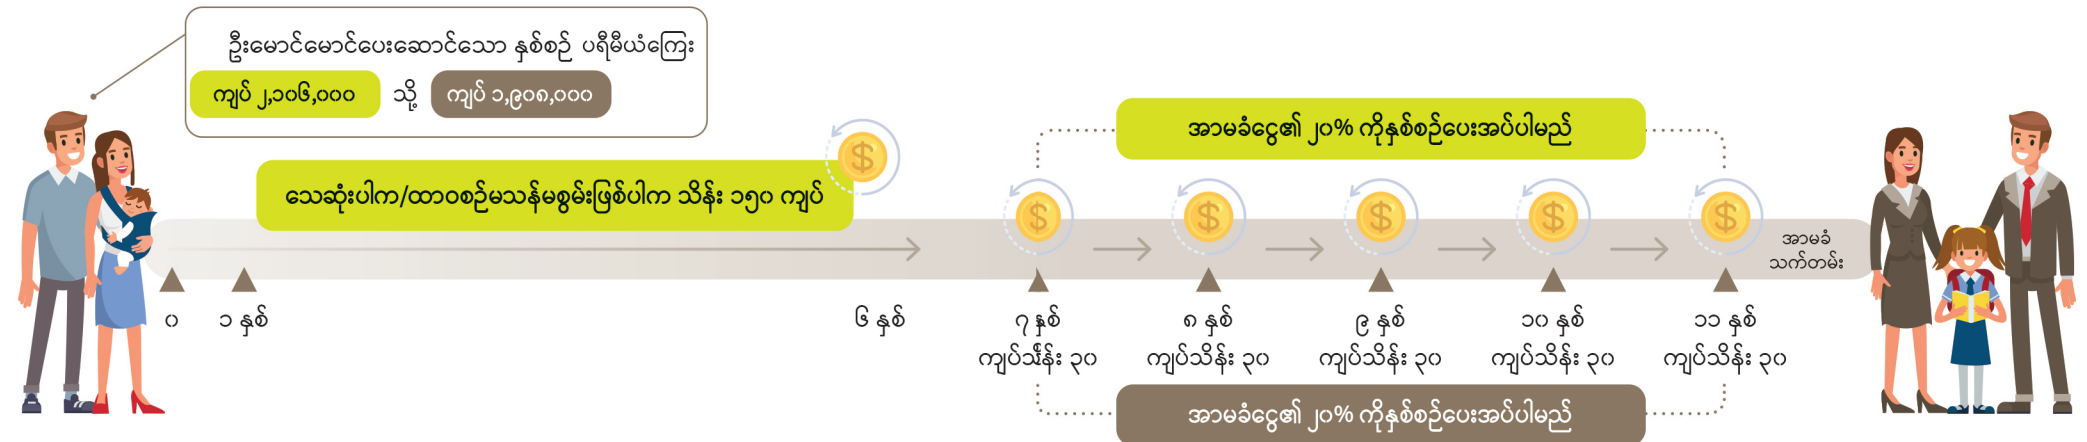 ဦးမောင်မောင်ပေးဆောင်သော နှစ်စဉ် ပရီမီယံကြေး
ကျပ် ၂,၁၀၆,၀၀၀ သို့ ကျပ် ၁,၉၀၈,၀၀၀
သေဆုံးပါက/ထာဝစဉ်မသန်မစွမ်းဖြစ်ပါက သိန်း ၁၅၀ ကျပ်
အာမခံငွေ၏ ၂၀% ကိုနှစ်စဉ်ပေးအပ်ပါမည်
အာမခံ
သက်တမ်း
၀ ၁ နှစ် ၆ နှစ် ၇ နှစ် ၈ နှစ် ၉ နှစ် ၁၀ နှစ် ၁၁ နှစ်
ကျပ်သိန်း ၃၀ ကျပ်သိန်း ၃၀ ကျပ်သိန်း ၃၀ ကျပ်သိန်း ၃၀ ကျပ်သိန်း ၃၀
အာမခံငွေ၏ ၂၀% ကိုနှစ်စဉ်ပေးအပ်ပါမည်